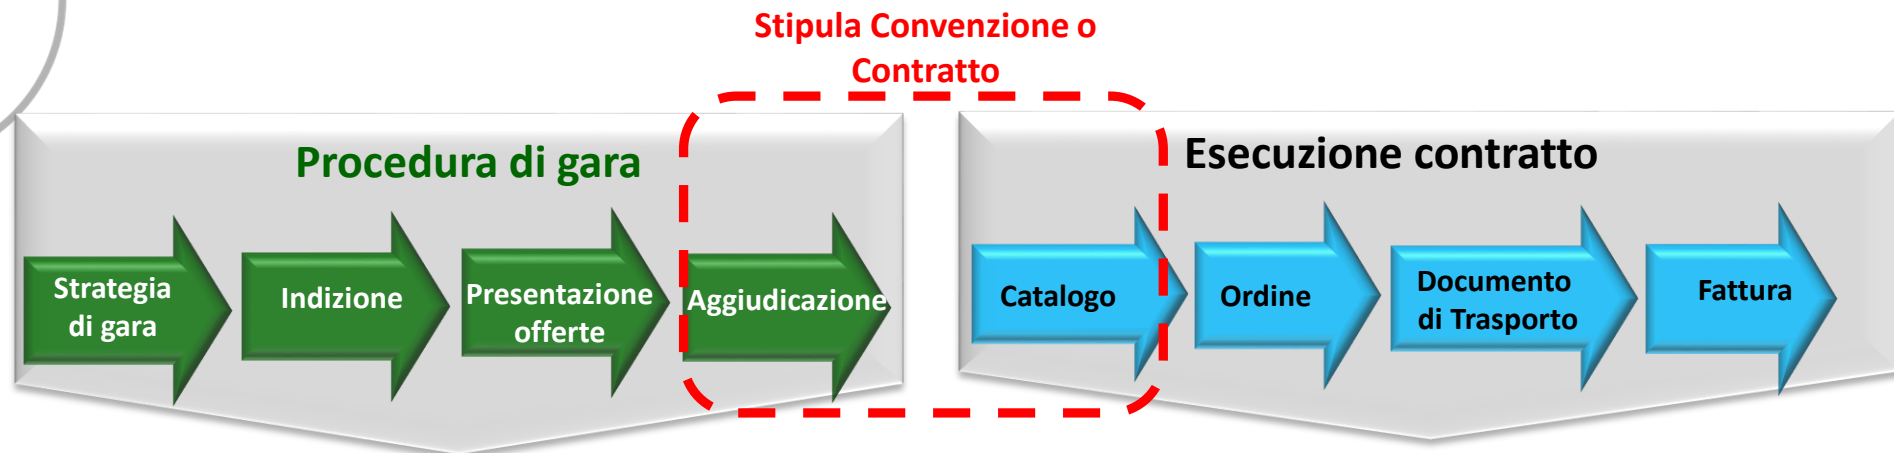 Stipula Convenzione o
Contratto
Procedura di gara
Strategia
di gara
Indizione
Presentazione
offerte
Aggiudicazione
Esecuzione contratto
Catalogo
Ordine
Documento
di Trasporto
Fattura